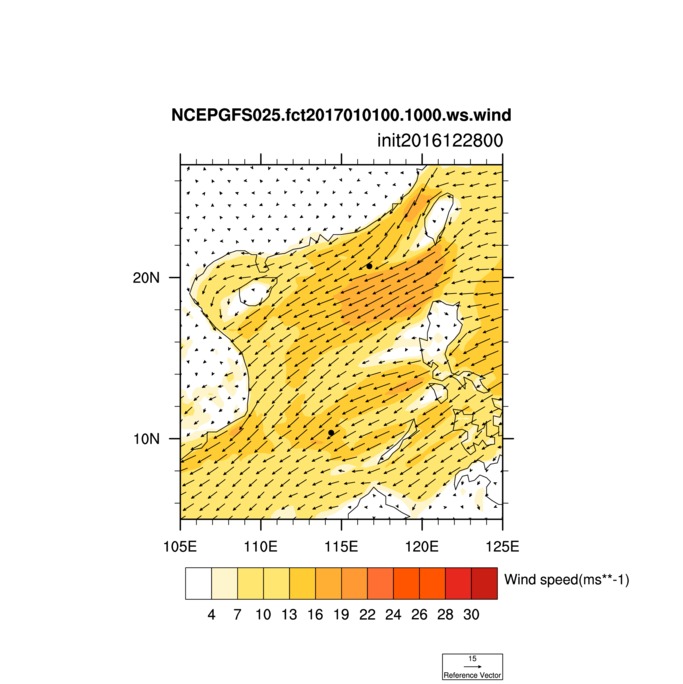 NCEPGFS025.fct2017010100.1000.ws.wind
init2016122800
20N
10N
105E 110E 115E 120E 125E
Wind speed(ms**-1)
4 7 10 13 16 19 22 24 26 28 30
15
Reference Vector